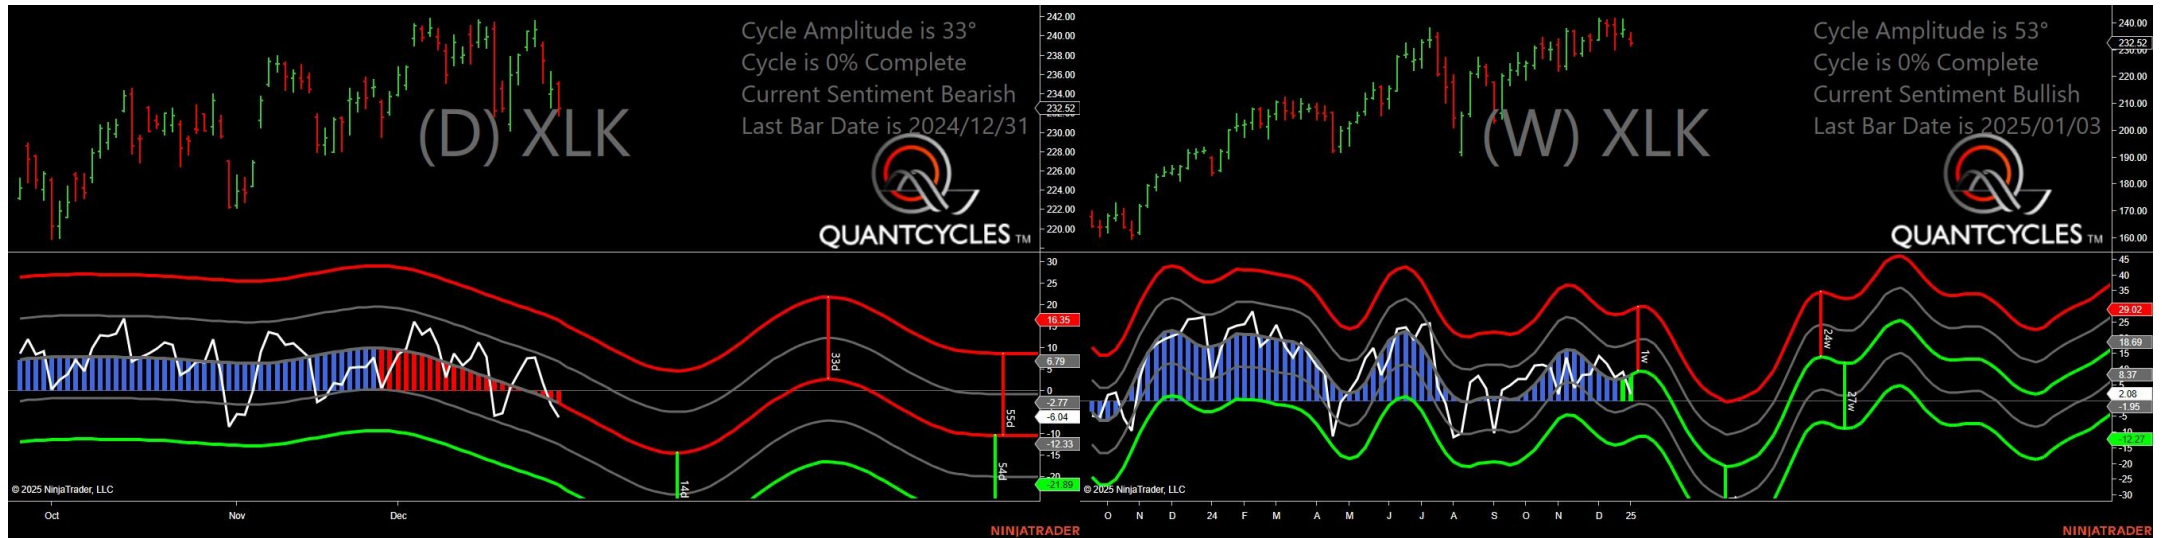 Cycle Amplitude is 33°
Cycle is 0% Complete
Current Sentiment Bearish
Last Bar Date is 2024/12/31
(D) XLK
QUANTCYCLES TM
242.00
240.00
238.00
236.00
234.00
232.52
230.00
228.00
226.00
224.00
222.00
220.00
30
25
20
16.35
10
6.79
5
0
-2.77
-6.04
-10
-12.33
-15
-20
-21.89
33d
55d
54d
14d
© 2025 NinjaTrader, LLC
Oct
Nov
Dec
NINJATRADER
Cycle Amplitude is 53°
Cycle is 0% Complete
Current Sentiment Bullish
Last Bar Date is 2025/01/03
(W) XLK
QUANTCYCLES TM
240.00
232.52
230.00
220.00
210.00
200.00
190.00
180.00
170.00
160.00
45
40
35
29.02
25
18.69
15
8.37
5
2.08
-1.95
-5
-12.27
-15
-20
-25
-30
1w
24w
27w
© 2025 NinjaTrader, LLC
O N D 24 F M A M J J A S O N D 25
NINJATRADER